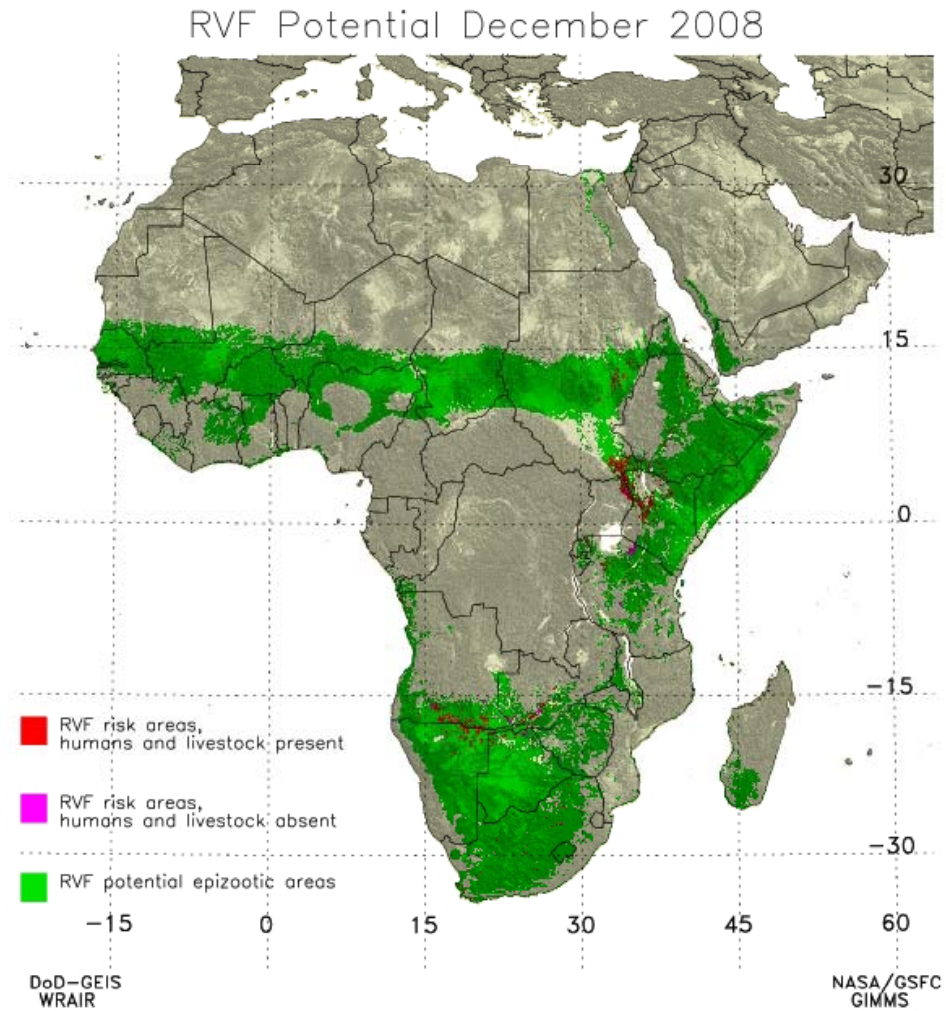 RVF Potential December 2008
30
15
0
-15
-30
RVF risk areas,
humans and livestock present
RVF risk areas,
humans and livestock absent
RVF potential epizootic areas
-15 0 15 30 45 60
DoD-GEIS
WRAIR
NASA/GSFC
GIMMS